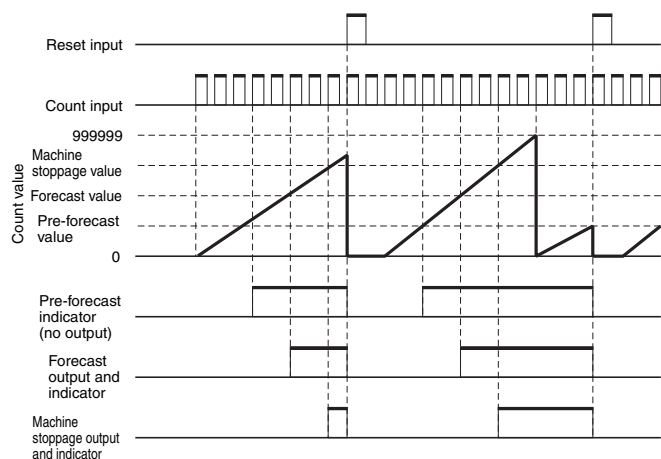 Reset input
Count input
Count value
999999
Machine
stoppage value
Forecast value
Pre-forecast
value
0
Pre-forecast
indicator
(no output)
Forecast
output and
indicator
Machine
stoppage output
and indicator